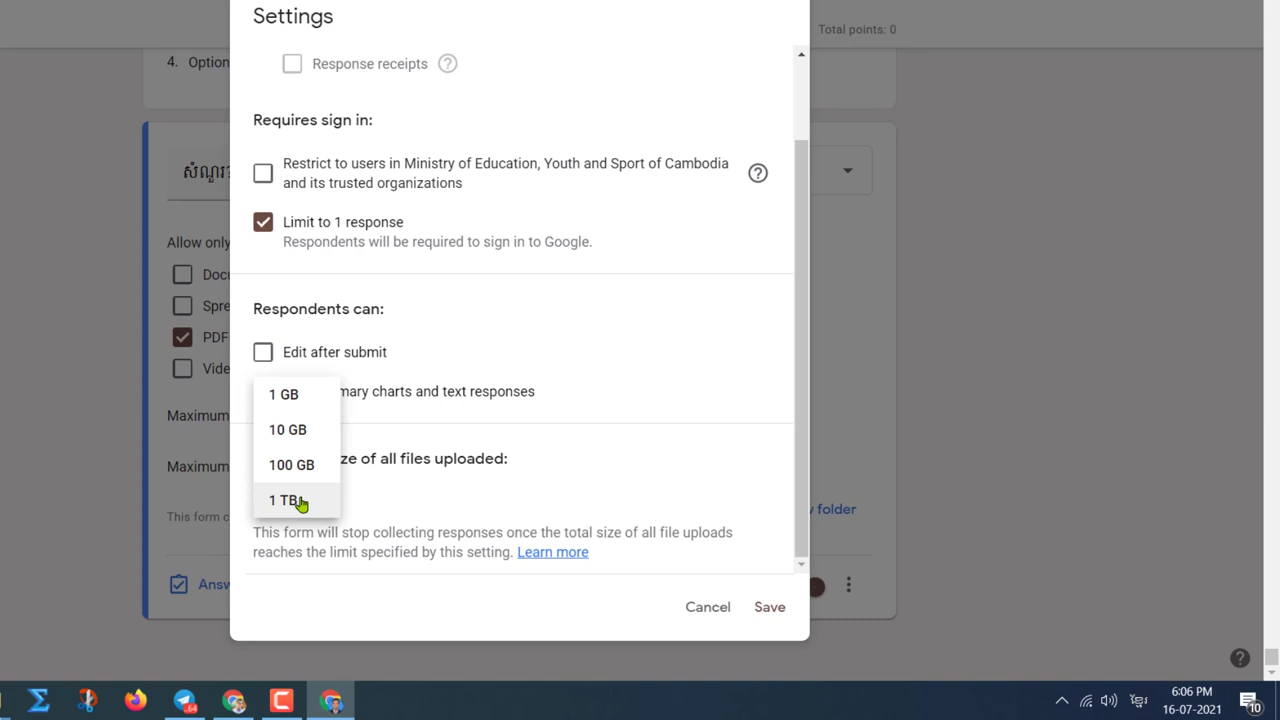 Settings
Total points: 0
4. Option
Response receipts
Requires sign in:
Restrict to users in Ministry of Education, Youth and Sport of Cambodia
and its trusted organizations
សំណួរ
Limit to 1 response
Respondents will be required to sign in to Google.
Allow only
Docu
Spre
Respondents can:
PDF
Edit after submit
Vide
1 GB
mary charts and text responses
Maximum
10 GB
ze of all files uploaded:
100 GB
Maximum
1 TB
This form c
v folder
This form will stop collecting responses once the total size of all file uploads
reaches the limit specified by this setting. Learn more
Answ
Cancel
Save
64
6:06 PM
16-07-2021
10